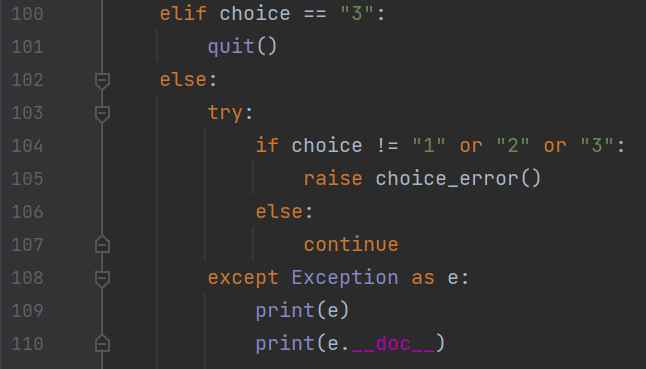 100 elif choice == "3":
101 quit()
102 else:
103 try:
104 if choice != "1" or "2" or "3":
105 raise choice_error()
106 else:
107 continue
108 except Exception as e:
109 print(e)
110 print(e.__doc__)